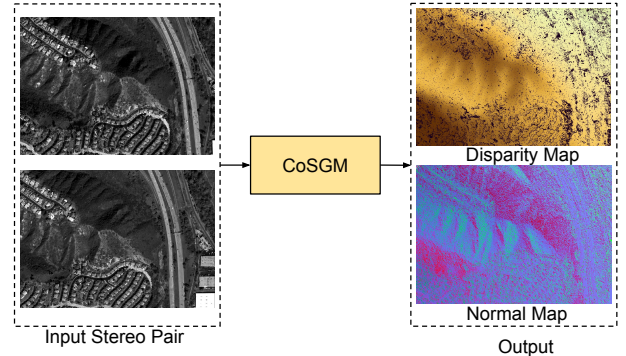 Input Stereo Pair
CoSGM
Disparity Map
Normal Map
Output